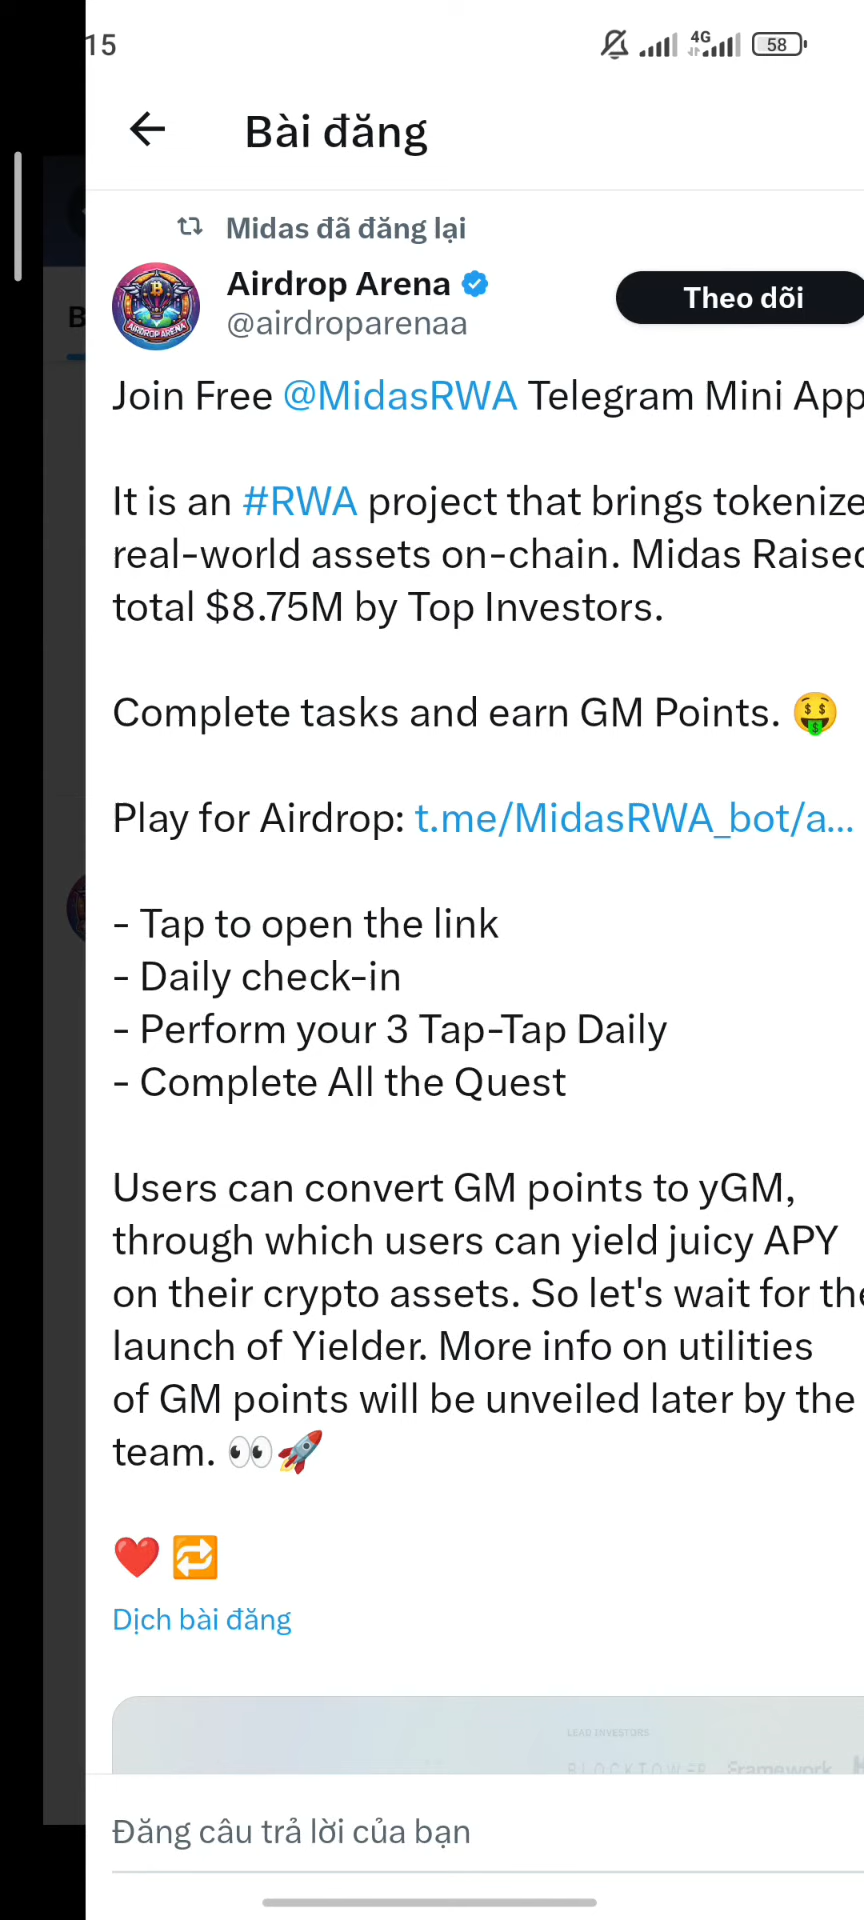 15
4G
58
Bài đăng
Midas đã đăng lại
Airdrop Arena
Theo dõi
@airdroparenaa
Join Free @MidasRWA Telegram Mini App
It is an #RWA project that brings tokenize
real-world assets on-chain. Midas Raised
total $8.75M by Top Investors.
Complete tasks and earn GM Points. 🤑
Play for Airdrop: t.me/MidasRWA_bot/a...
- Tap to open the link
- Daily check-in
- Perform your 3 Tap-Tap Daily
- Complete All the Quest
Users can convert GM points to yGM,
through which users can yield juicy APY
on their crypto assets. So let's wait for the
launch of Yielder. More info on utilities
of GM points will be unveiled later by the
team. 👀🚀
❤️ 🔁
Dịch bài đăng
LEAD INVESTORS
BLOCKTOWER Framework
Đăng câu trả lời của bạn